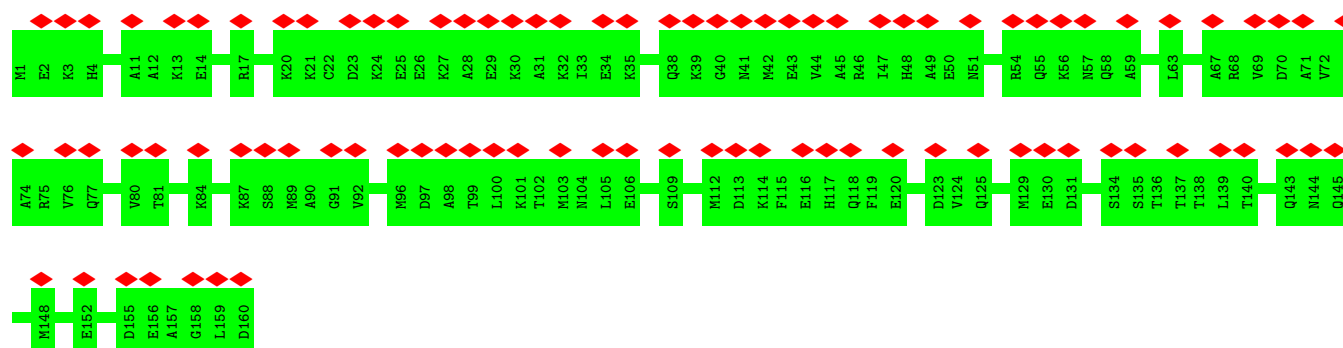 M1 E2 K3 H4 A11 A12 K13 E14 R17 K20 K21 C22 D23 K24 E25 E26 K27 A28 E29 K30 A31 K32 I33 E34 K35 Q38 K39 G40 N41 M42 E43 V44 A45 R46 I47 H48 A49 E50 N51 R54 Q55 K56 N57 Q58 A59 L63 A67 R68 V69 D70 A71 V72
A74 R75 V76 Q77 V80 T81 K84 K87 S88 M89 A90 G91 V92 M96 D97 A98 T99 L100 K101 T102 M103 N104 L105 E106 S109 M112 D113 K114 F115 E116 H117 Q118 F119 E120 D123 V124 Q125 M129 E130 D131 S134 S135 T136 T137 T138 L139 T140 Q143 N144 Q145
M148 E152 D155 E156 A157 G158 L159 D160